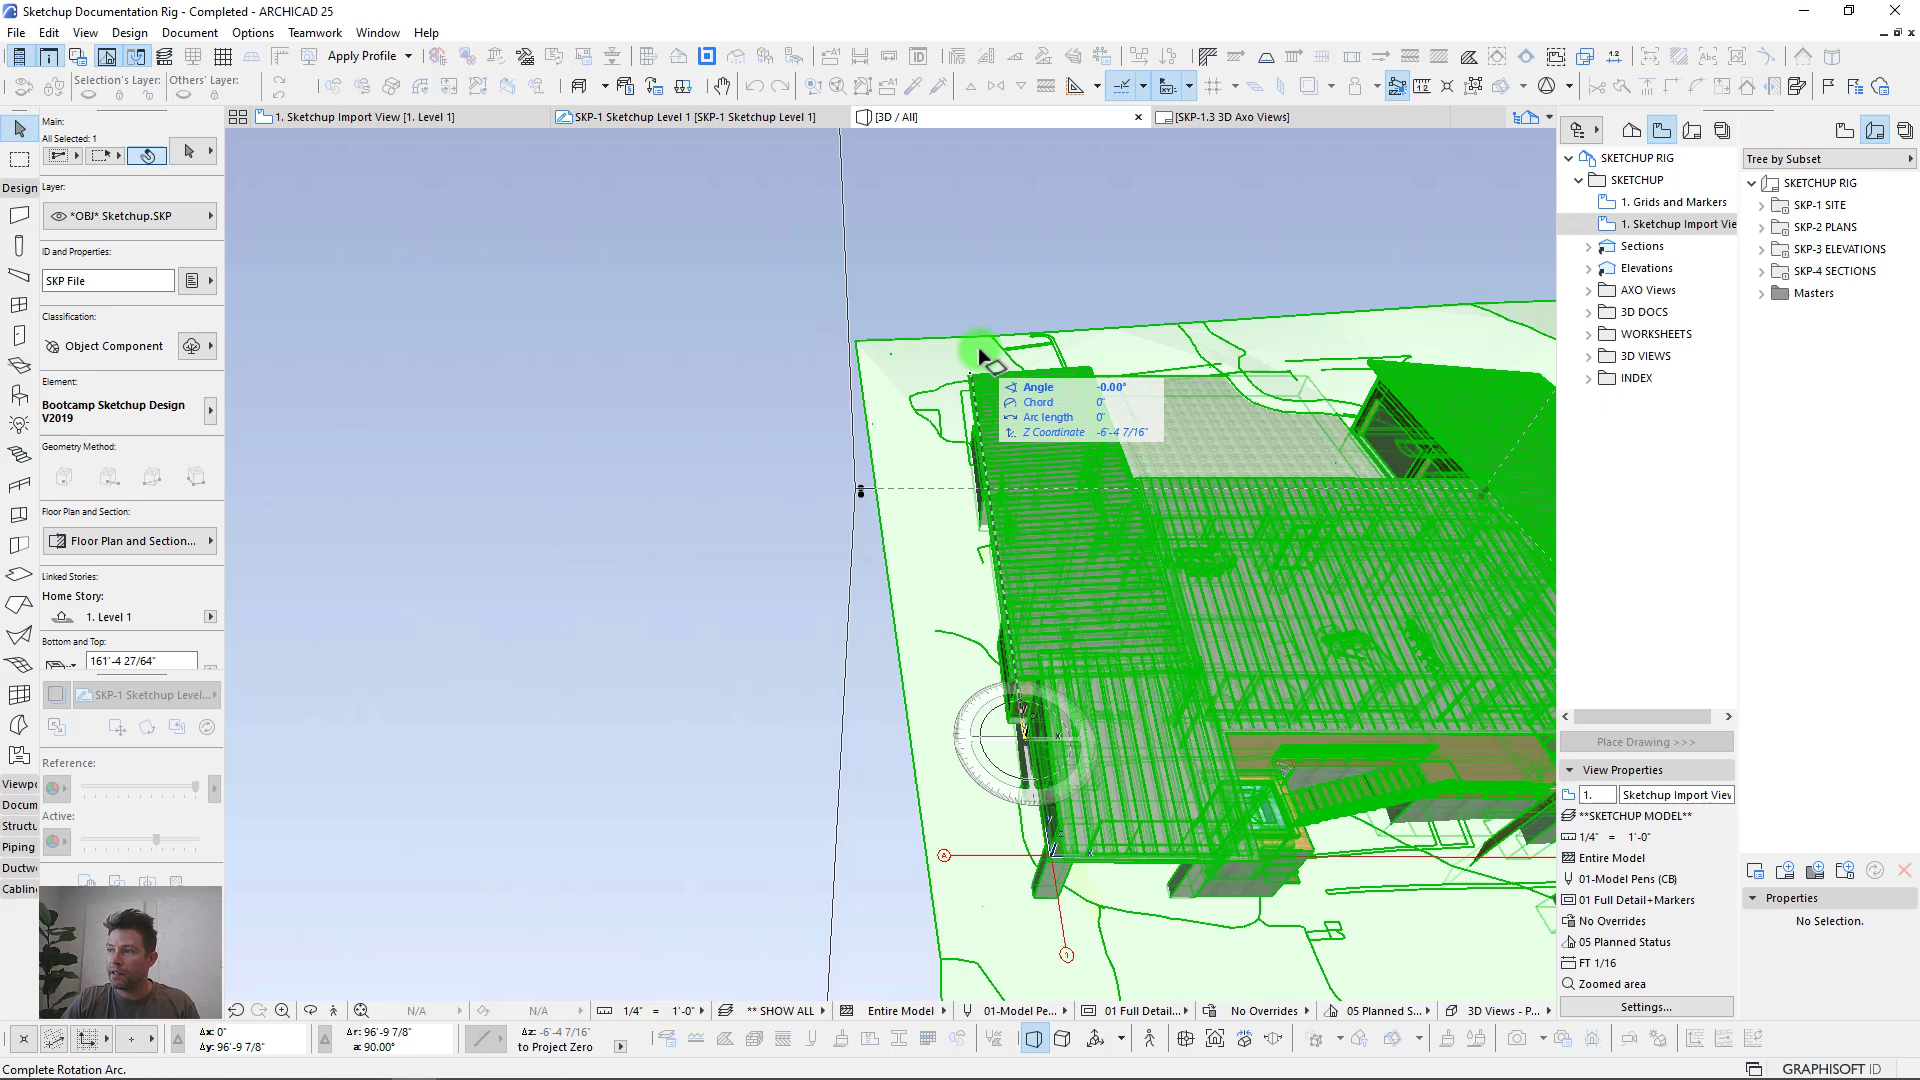 Sketchup Documentation Rig - Completed - ARCHICAD 25
File Edit View Design Document Options Teamwork Window Help
Apply Profile
Selection's Layer: Others' Layer:
1. Sketchup Import View [1. Level 1]
SKP-1 Sketchup Level 1 [SKP-1 Sketchup Level 1]
[3D / All]
[SKP-1.3 3D Axo Views]
Main:
All Selected: 1
Design
Layer:
*OBJ* Sketchup.SKP
ID and Properties:
SKP File
Classification:
Object Component
Element:
Bootcamp Sketchup Design
V2019
Geometry Method:
Floor Plan and Section:
Floor Plan and Section...
Linked Stories:
Home Story:
1. Level 1
Bottom and Top:
161'-4 27/64"
SKP-1 Sketchup Level...
Reference:
Active:
Viewpo
Docum
Structu
Piping
Ductwo
Cabling
Angle -0.00°
Chord 0"
Arc length 0"
Z Coordinate -6'-4 7/16"
A
1
x
Tree by Subset
SKETCHUP RIG
SKETCHUP
1. Grids and Markers
1. Sketchup Import Vie
Sections
Elevations
AXO Views
3D DOCS
WORKSHEETS
3D VIEWS
INDEX
SKETCHUP RIG
SKP-1 SITE
SKP-2 PLANS
SKP-3 ELEVATIONS
SKP-4 SECTIONS
Masters
Place Drawing >>>
View Properties
1. Sketchup Import View
**SKETCHUP MODEL**
1/4" = 1'-0"
Entire Model
01-Model Pens (CB)
01 Full Detail+Markers
No Overrides
05 Planned Status
FT 1/16
Zoomed area
Settings...
Properties
No Selection.
N/A N/A 1/4" = 1'-0" ** SHOW ALL Entire Model 01-Model Pe... 01 Full Detail... No Overrides 05 Planned S... 3D Views - P...
Δx: 0"
Δy: 96'-9 7/8"
Δr: 96'-9 7/8"
a: 90.00°
Δz: -6'-4 7/16"
to Project Zero
Complete Rotation Arc.
GRAPHISOFT ID